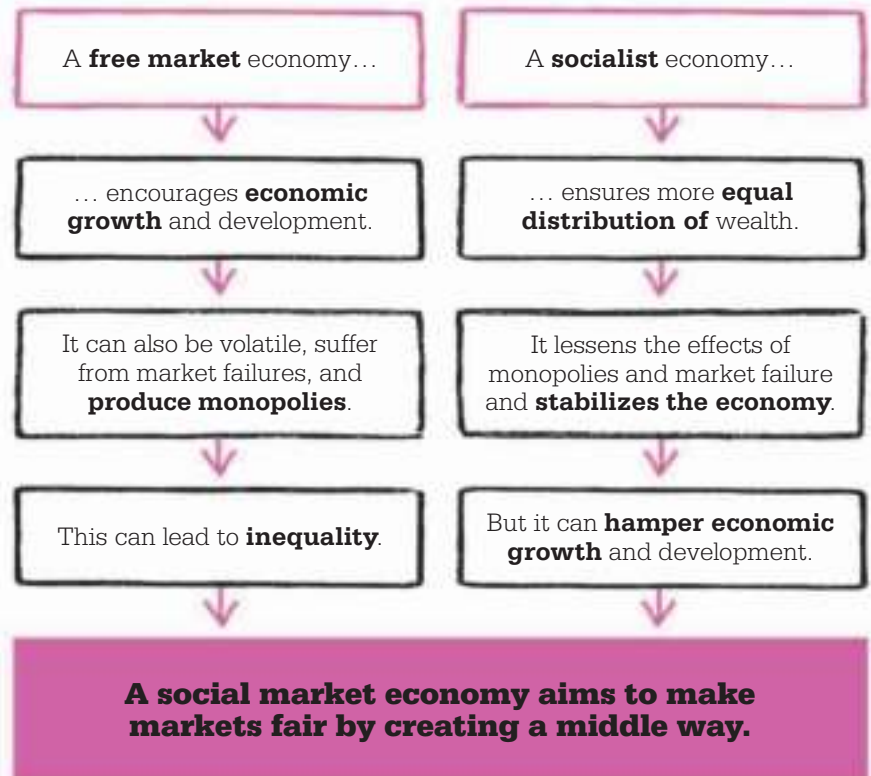 A free market economy…
… encourages economic
growth and development.
It can also be volatile, suffer
from market failures, and
produce monopolies.
This can lead to inequality.
A socialist economy…
… ensures more equal
distribution of wealth.
It lessens the effects of
monopolies and market failure
and stabilizes the economy.
But it can hamper economic
growth and development.
A social market economy aims to make
markets fair by creating a middle way.